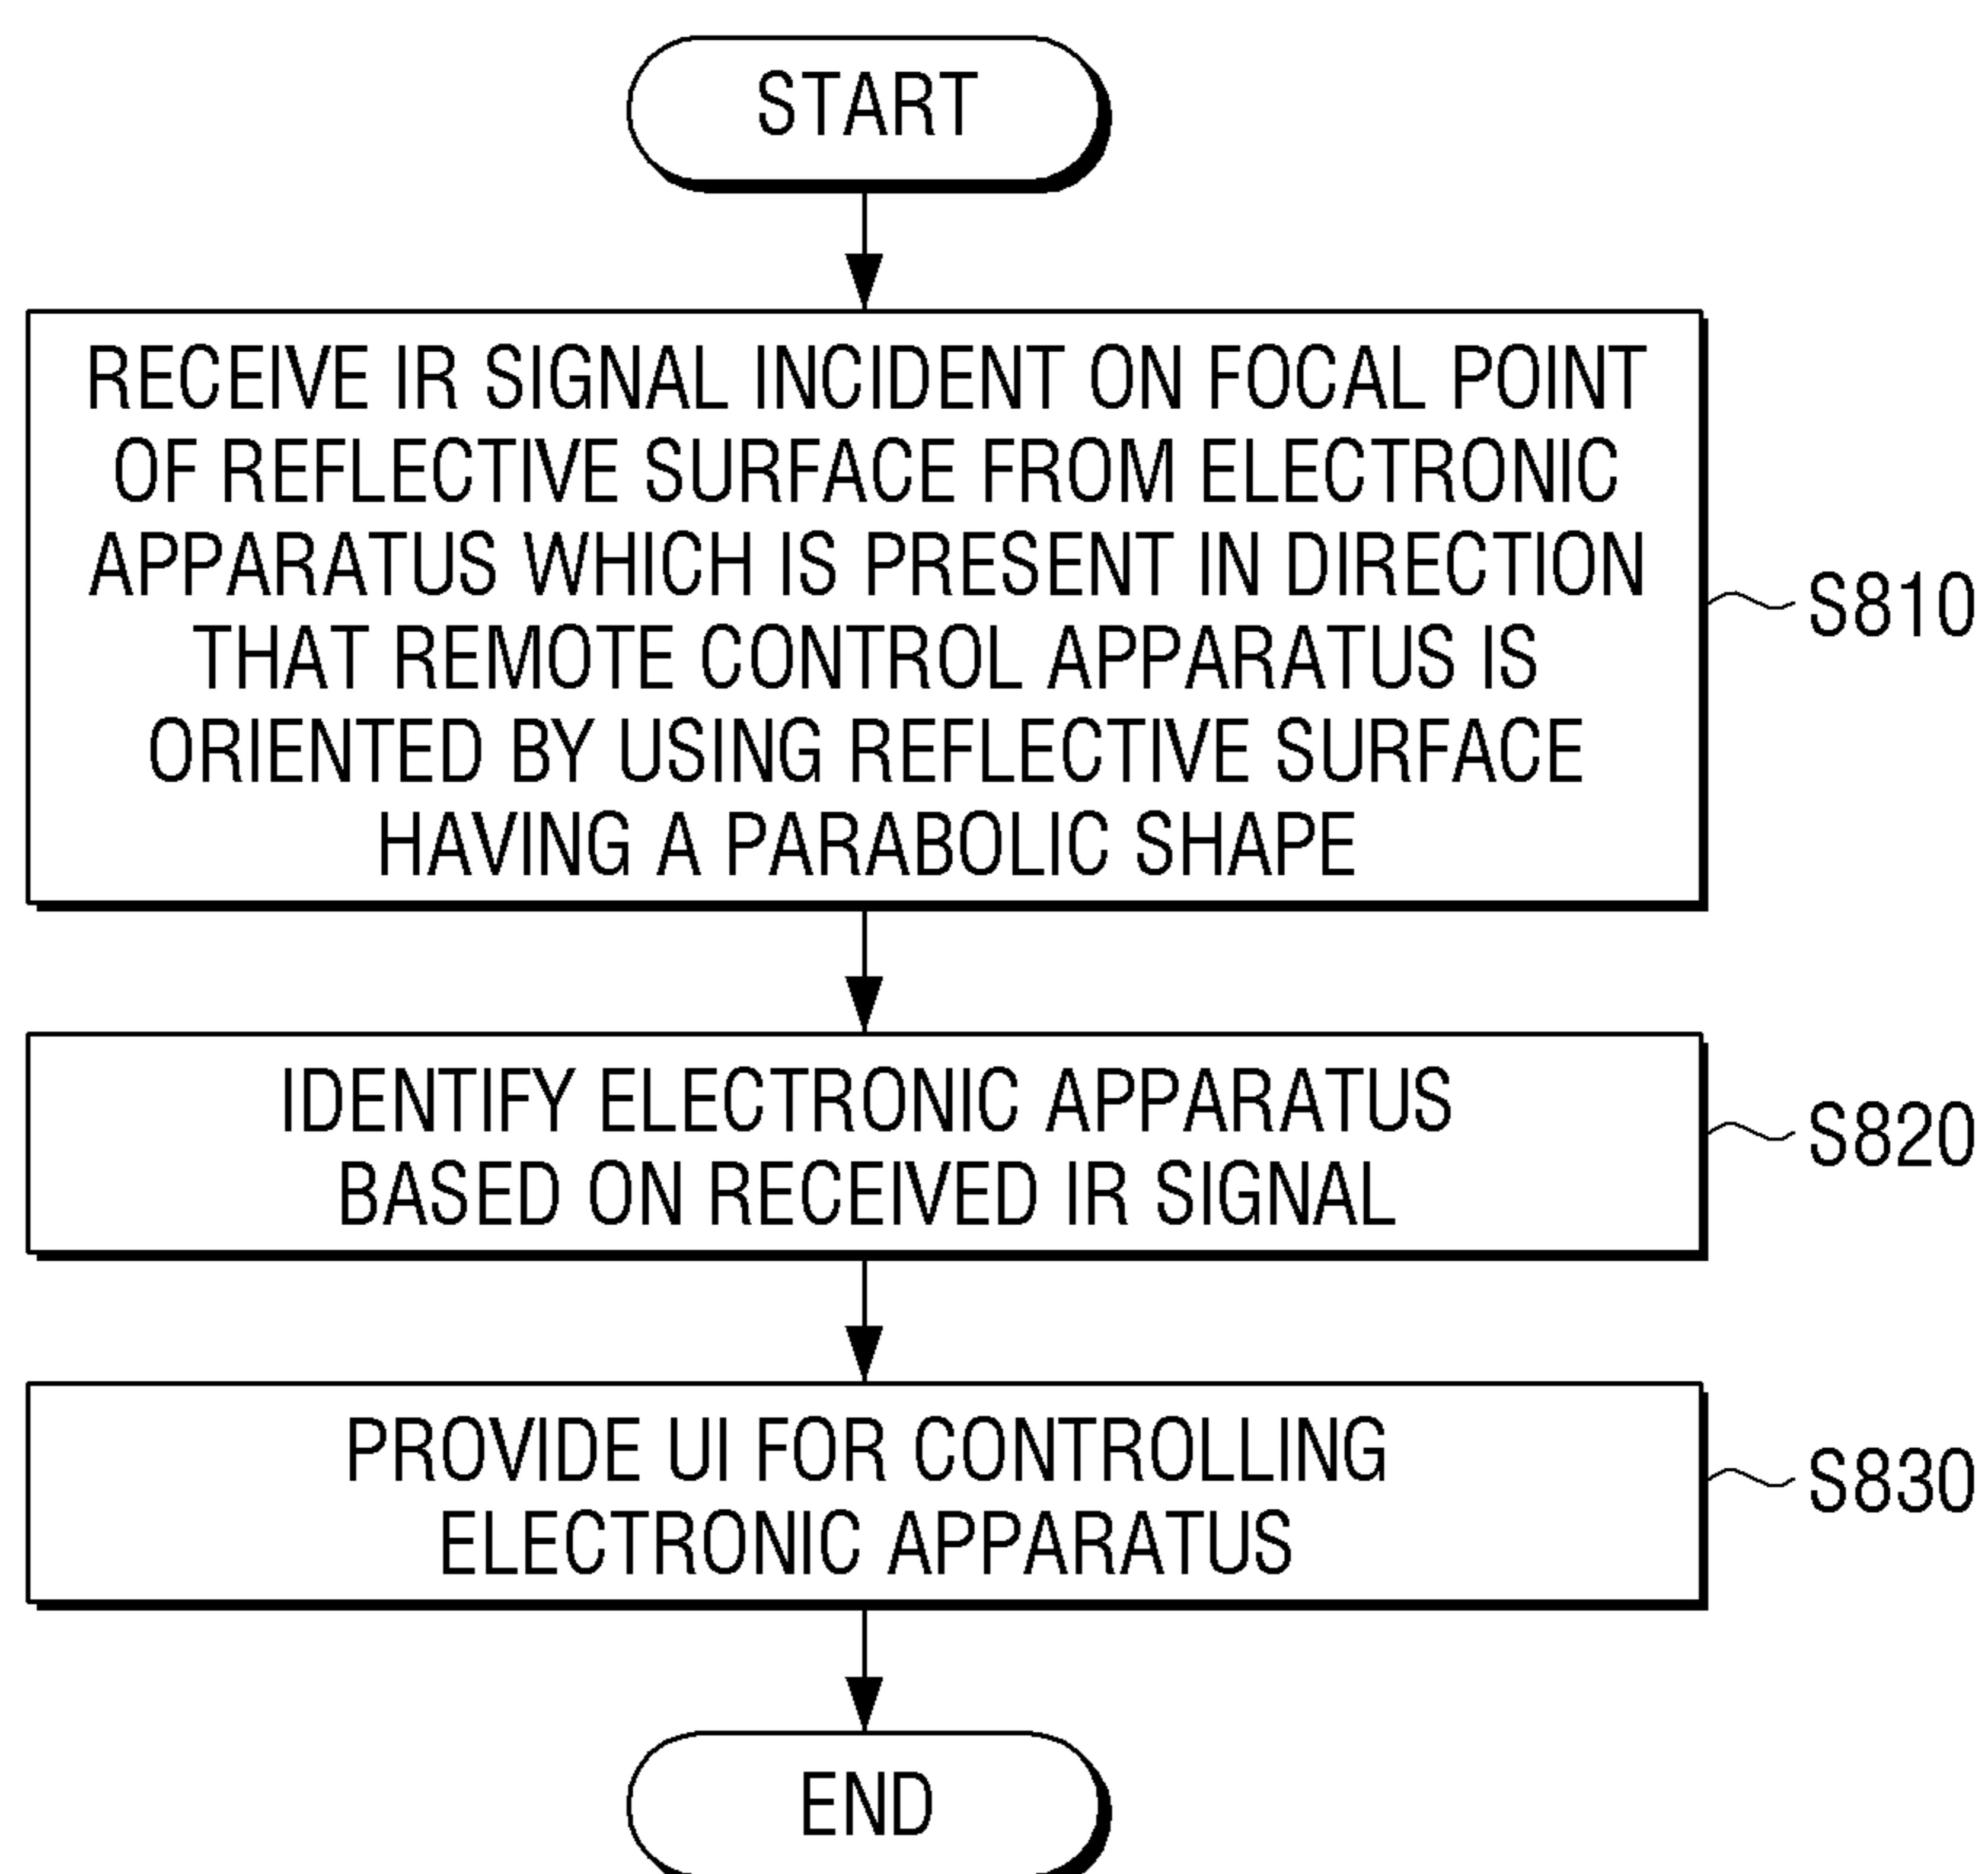 START
RECEIVE IR SIGNAL INCIDENT ON FOCAL POINT
OF REFLECTIVE SURFACE FROM ELECTRONIC
APPARATUS WHICH IS PRESENT IN DIRECTION
THAT REMOTE CONTROL APPARATUS IS
ORIENTED BY USING REFLECTIVE SURFACE
HAVING A PARABOLIC SHAPE
S810
IDENTIFY ELECTRONIC APPARATUS
BASED ON RECEIVED IR SIGNAL
S820
PROVIDE UI FOR CONTROLLING
ELECTRONIC APPARATUS
S830
END